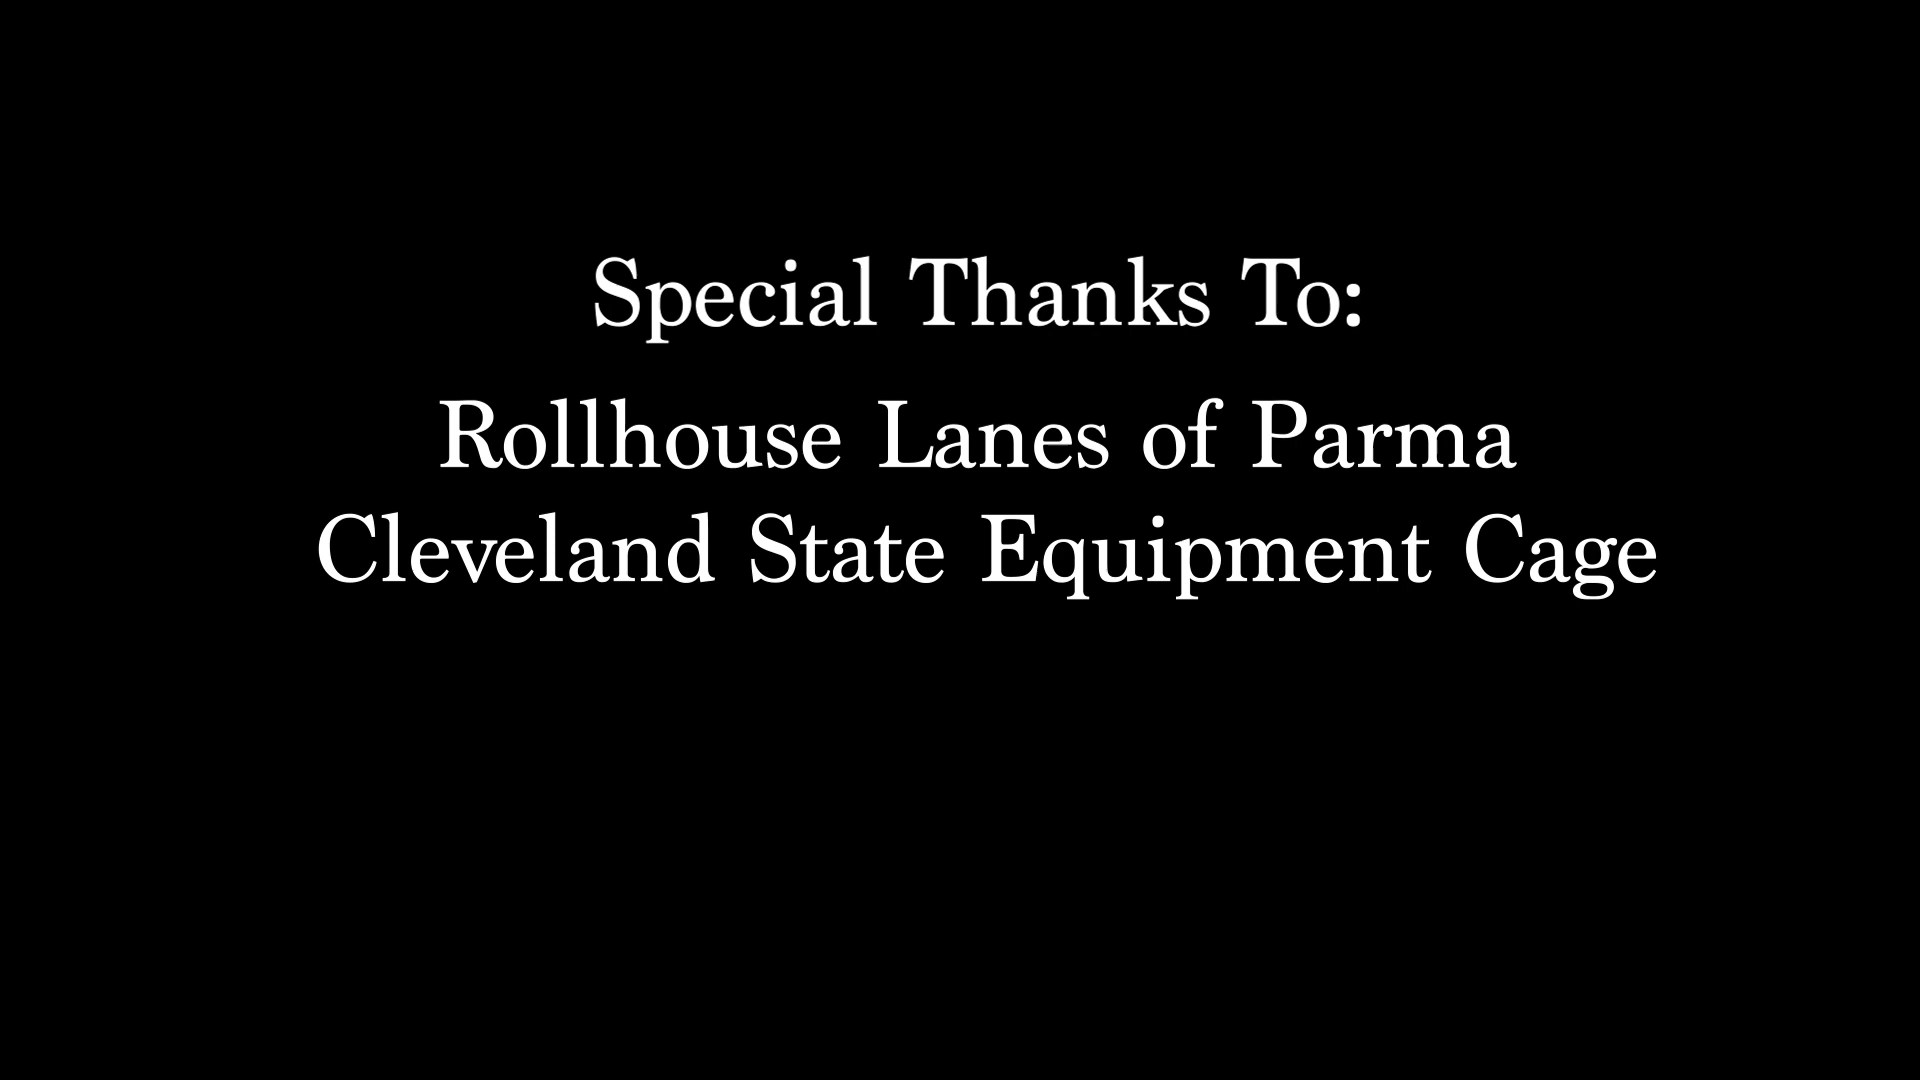 Special Thanks To:
Rollhouse Lanes of Parma
Cleveland State Equipment Cage